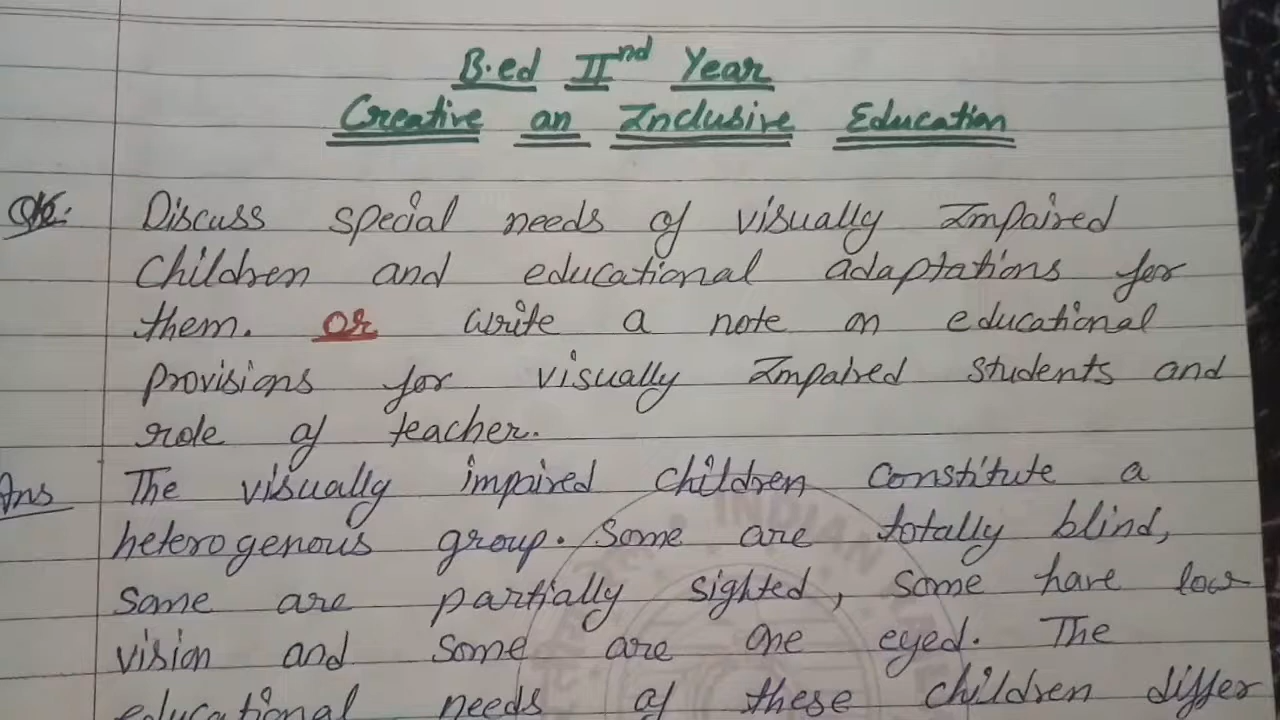 B.ed IInd Year
Creative an Inclusive Education
Discuss special needs of visually Impaired
Children and educational adaptations for
them. or write a note on educational
provisions for visually Impaired students and
role of teacher.
Ans The visually impaired children constitute a
heterogenous group. Some are totally blind,
some are partially sighted, some have low
vision and some are one eyed. The
educational needs of these children differ
INDIAN